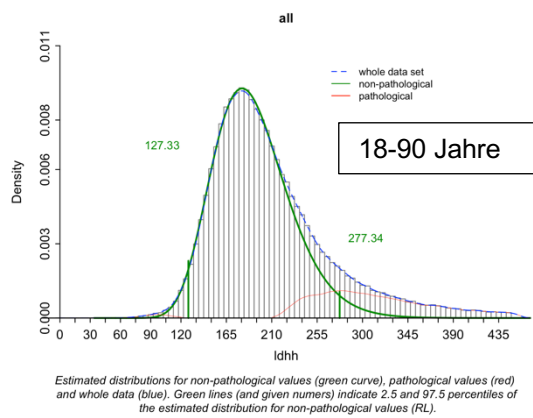 all
0.011
0.008
0.006
0.003
0.000
Density
whole data set
non-pathological
pathological
18-90 Jahre
127.33
277.34
0 30 60 90 120 165 210 255 300 345 390 435
ldhh
Estimated distributions for non-pathological values (green curve), pathological values (red)
and whole data (blue). Green lines (and given numers) indicate 2.5 and 97.5 percentiles of
the estimated distribution for non-pathological values (RL).